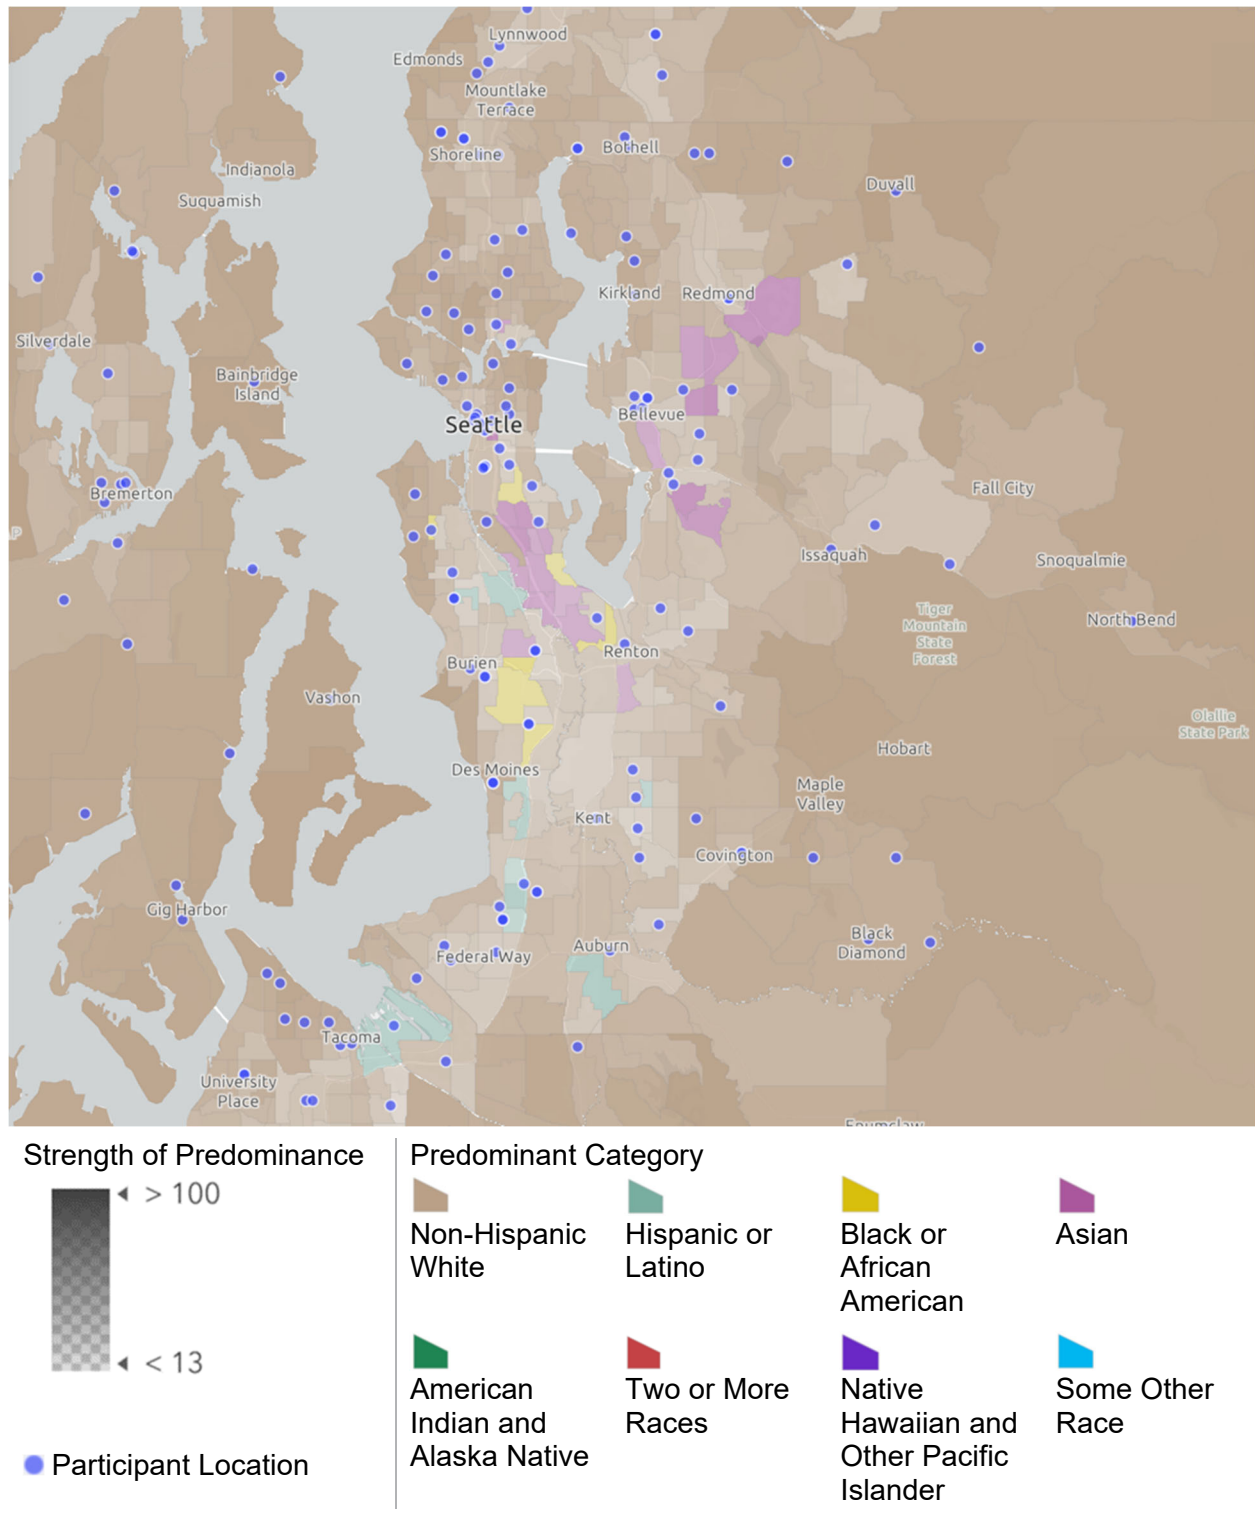 Lynnwood
Edmonds
Mountlake
Terrace
Shoreline
Bothell
Indianola
Duvall
Suquamish
Kirkland
Redmond
Silverdale
Bainbridge
Island
Bellevue
Seattle
Bremerton
Fall City
P
Issaquah
Snoqualmie
Tiger
Mountain
State
Forest
North Bend
Renton
Burien
Vashon
Olallie
State Park
Hobart
Des Moines
Maple
Valley
Kent
Covington
Gig Harbor
Black
Diamond
Auburn
Federal Way
Tacoma
University
Place
Enumclaw
Strength of Predominance
> 100
< 13
Participant Location
Predominant Category
Non-Hispanic
White
Hispanic or
Latino
Black or
African
American
Asian
American
Indian and
Alaska Native
Two or More
Races
Native
Hawaiian and
Other Pacific
Islander
Some Other
Race